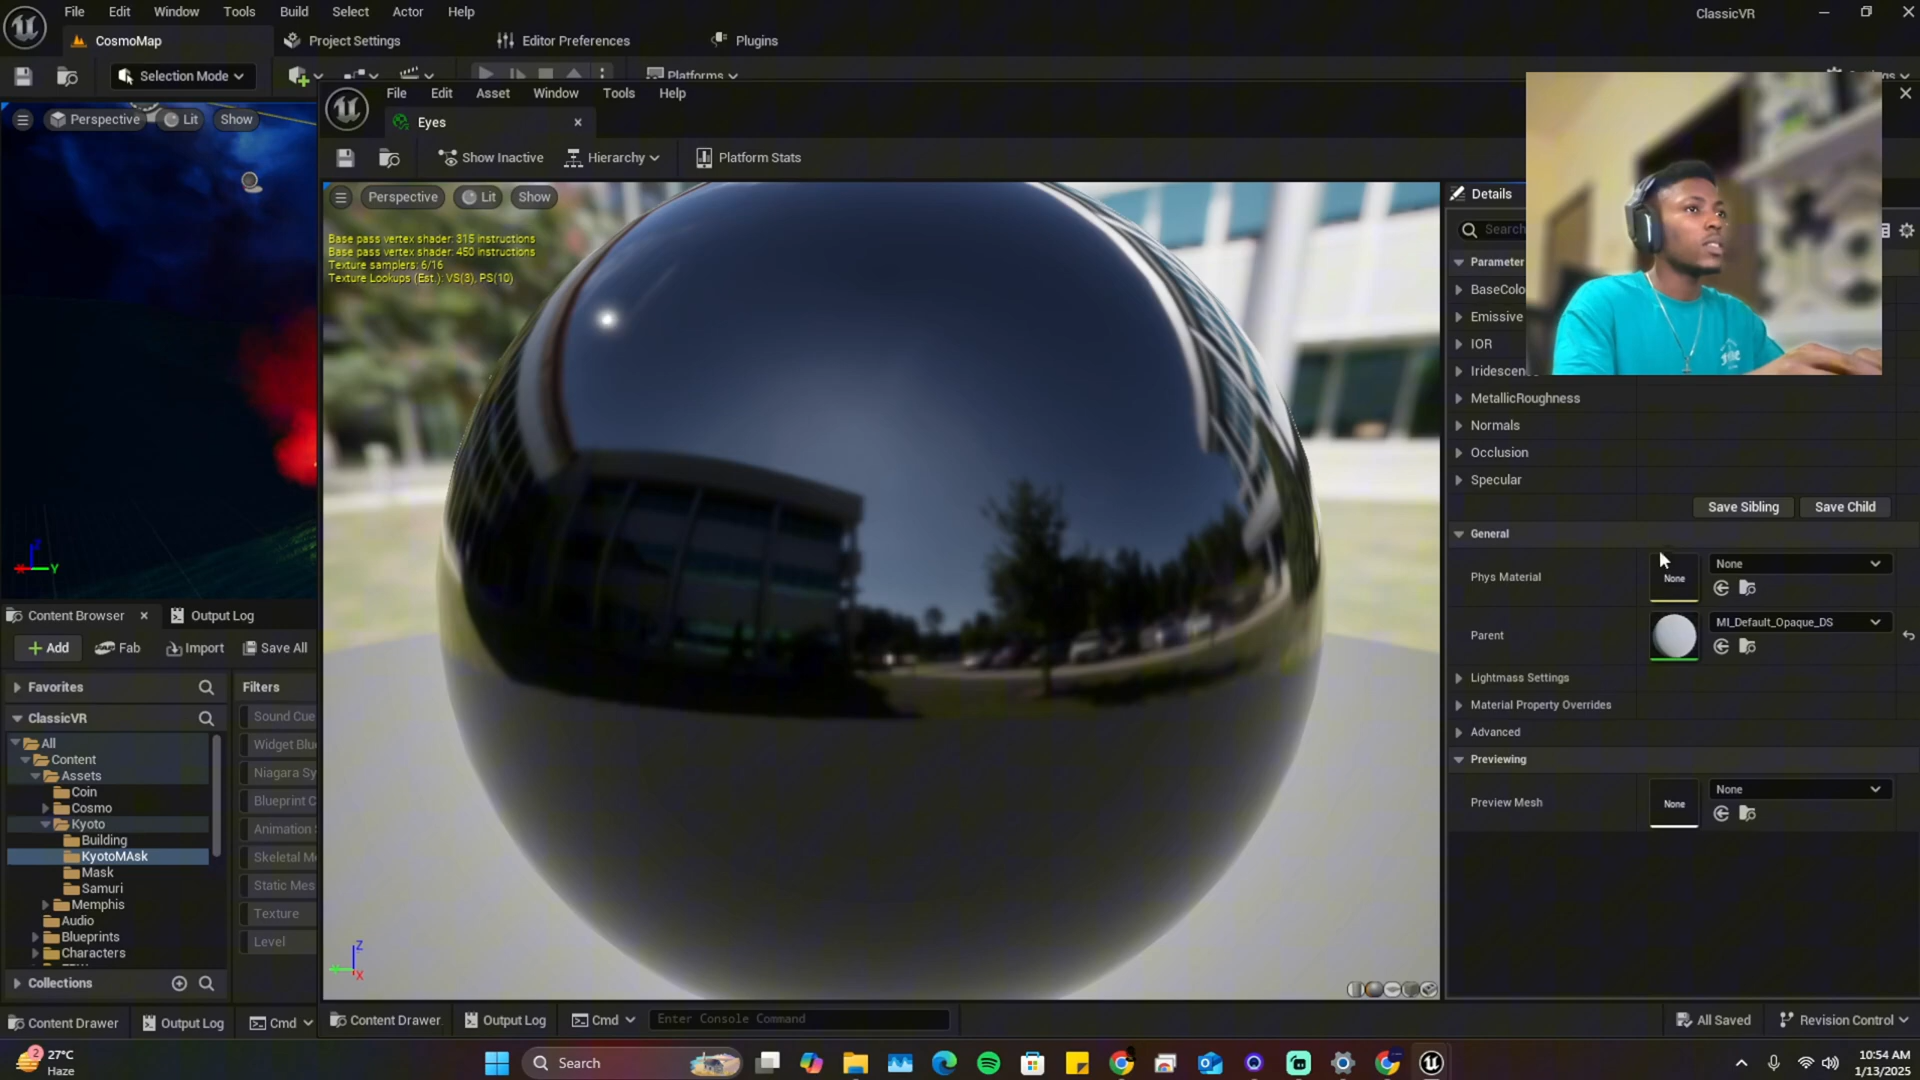 File Edit Window Tools Build Select Actor Help
ClassicVR
CosmoMap
Project Settings
Editor Preferences
Plugins
Selection Mode
Platforms
File Edit Asset Window Tools Help
Perspective
Lit
Show
Eyes
Show Inactive
Hierarchy
Platform Stats
Perspective
Lit
Show
Base pass vertex shader: 315 instructions
Base pass vertex shader: 450 instructions
Texture samplers: 6/16
Texture Lookups (Est.): VS(3), PS(10)
Details
Search
Parameter
BaseColo
Emissive
IOR
Iridescenc
MetallicRoughness
Normals
Occlusion
Specular
Save Sibling
Save Child
General
Phys Material
None
None
Parent
MI_Default_Opaque_DS
Lightmass Settings
Material Property Overrides
Advanced
Previewing
Preview Mesh
None
None
Z
X
Y
Content Browser
Output Log
Add
Fab
Import
Save All
Favorites
Filters
ClassicVR
Sound Cue
Widget Blu
Niagara Sy
Blueprint C
Animation
Skeletal M
Static Mes
Texture
Level
All
Content
Assets
Coin
Cosmo
Kyoto
Building
KyotoMAsk
Mask
Samuri
Memphis
Audio
Blueprints
Characters
Collections
Content Drawer
Output Log
Cmd
Content Drawer
Output Log
Cmd
Enter Console Command
All Saved
Revision Control
2
27°C
Haze
Search
10:54 AM
1/13/2025